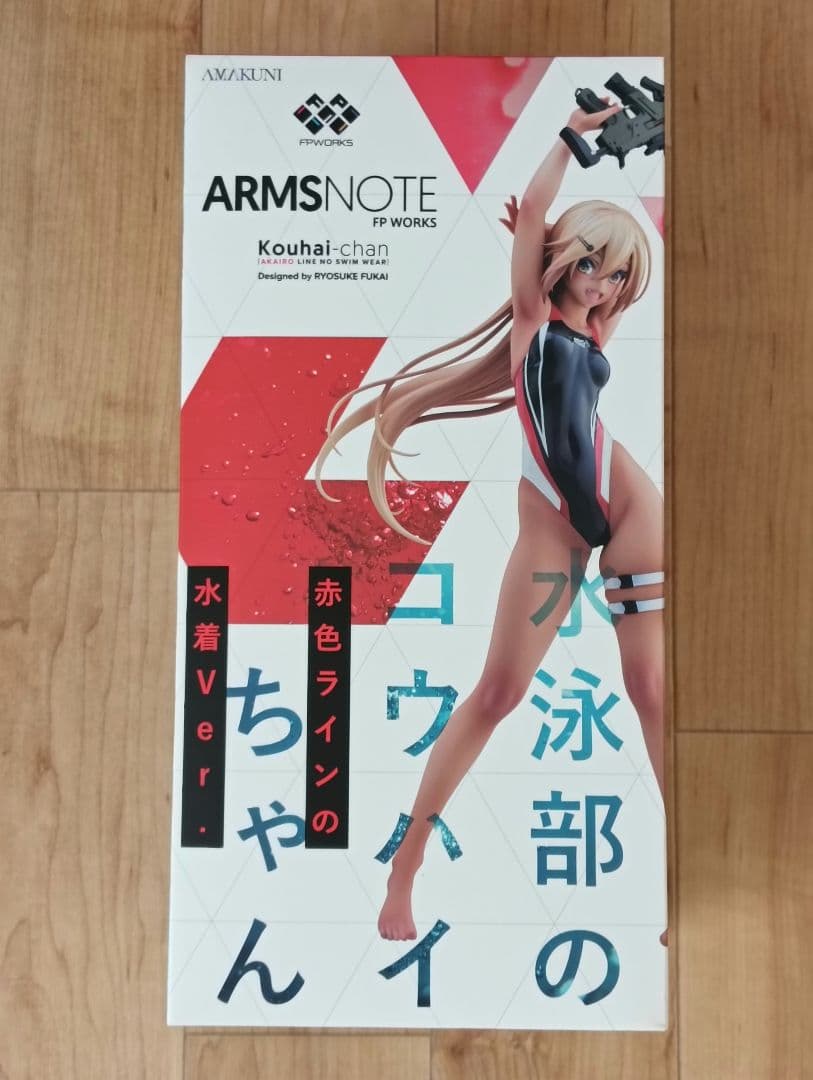 AMAKUNI
FPWORKS
ARMSNOTE
FP WORKS
Kouhai-chan
[AKAIRO LINE NO SWIM WEAR]
Designed by RYOSUKE FUKAI
水泳部の
コウハイ
ちゃん
赤色ラインの
水着Ver.